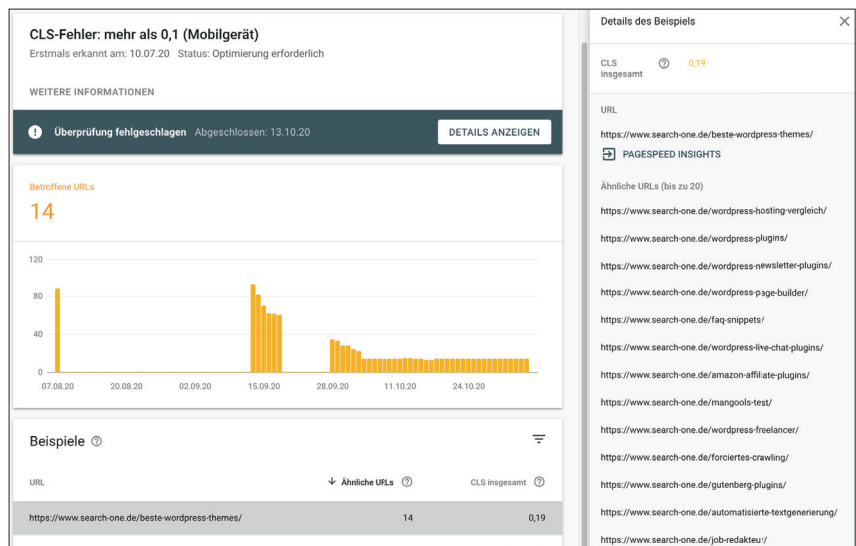 CLS-Fehler: mehr als 0,1 (Mobilgerät)
Erstmals erkannt am: 10.07.20 Status: Optimierung erforderlich
WEITERE INFORMATIONEN
Überprüfung fehlgeschlagen Abgeschlossen: 13.10.20
DETAILS ANZEIGEN
Betroffene URLs
14
120
80
40
0
07.08.20 20.08.20 02.09.20 15.09.20 28.09.20 11.10.20 24.10.20
Beispiele
URL Ähnliche URLs CLS insgesamt
https://www.search-one.de/beste-wordpress-themes/ 14 0,19
Details des Beispiels
CLS insgesamt 0,19
URL
https://www.search-one.de/beste-wordpress-themes/
PAGESPEED INSIGHTS
Ähnliche URLs (bis zu 20)
https://www.search-one.de/wordpress-hosting-vergleich/
https://www.search-one.de/wordpress-plugins/
https://www.search-one.de/wordpress-newsletter-plugins/
https://www.search-one.de/wordpress-page-builder/
https://www.search-one.de/faq-snippets/
https://www.search-one.de/wordpress-live-chat-plugins/
https://www.search-one.de/amazon-affiliate-plugins/
https://www.search-one.de/mangools-test/
https://www.search-one.de/wordpress-freelancer/
https://www.search-one.de/forciertes-crawling/
https://www.search-one.de/gutenberg-plugins/
https://www.search-one.de/automatisierte-textgenerierung/
https://www.search-one.de/job-redakteur/